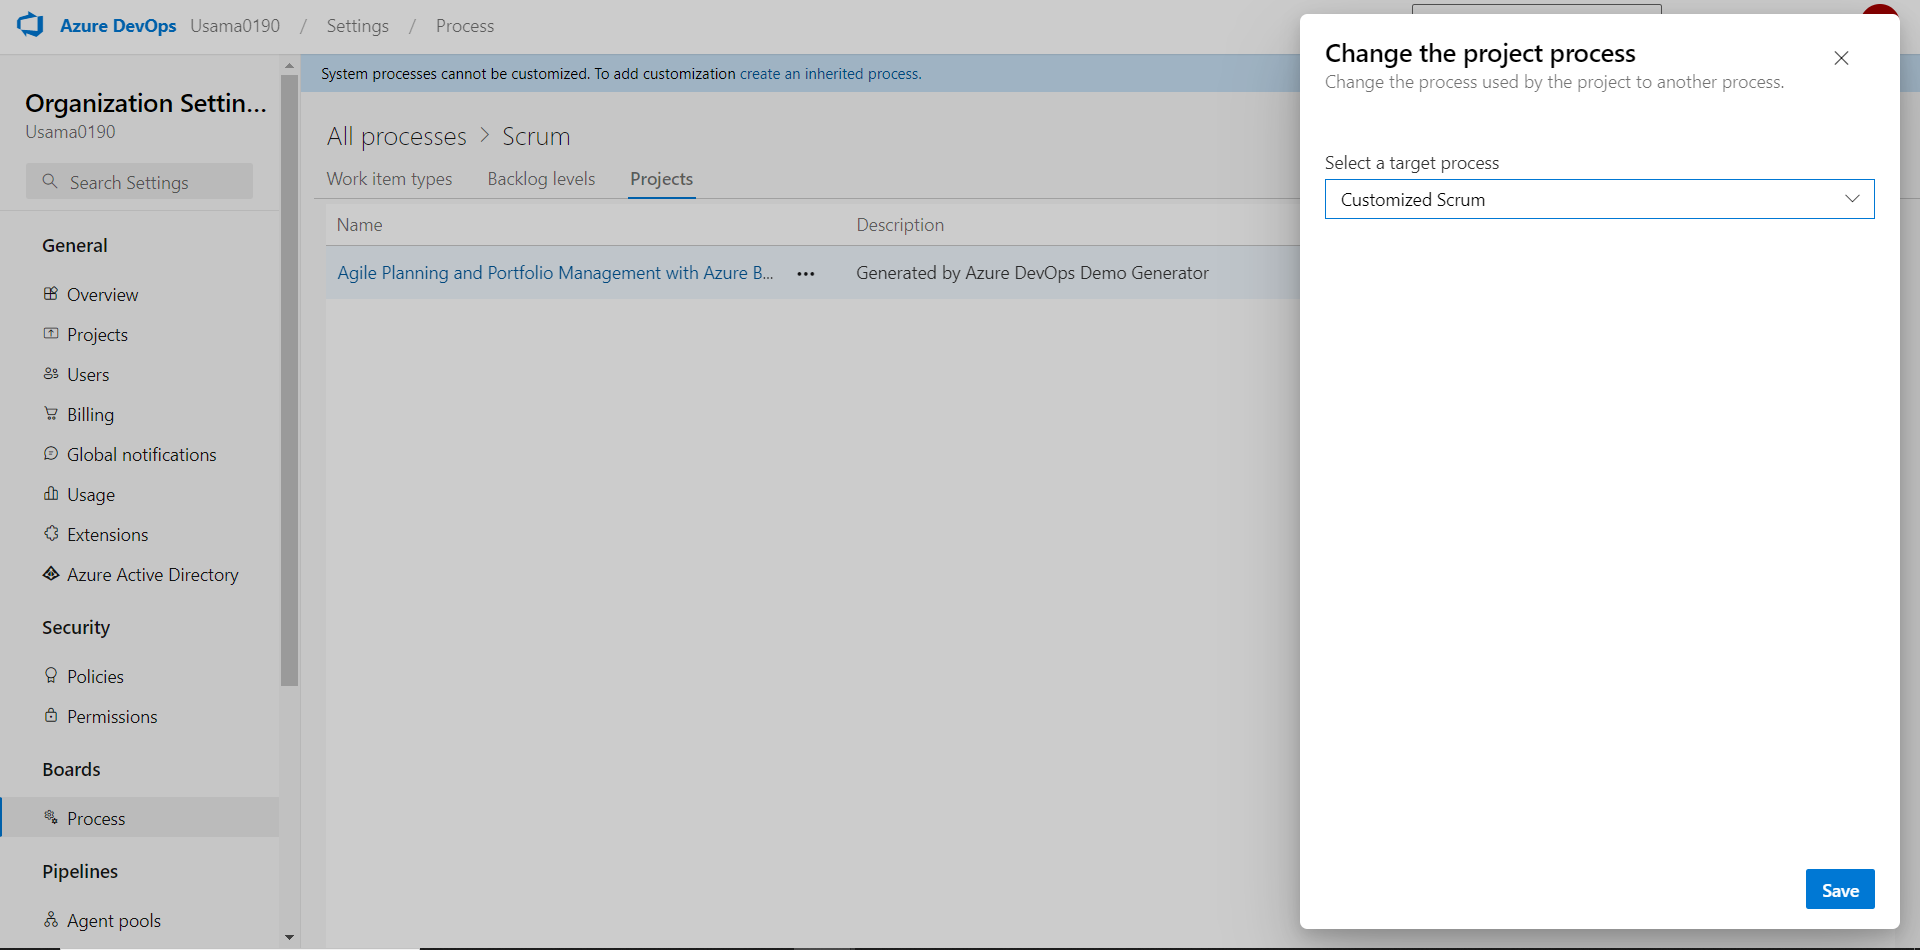 Azure DevOps Usama0190 / Settings / Process
Organization Settin...
Usama0190
Search Settings
General
Overview
Projects
Users
Billing
Global notifications
Usage
Extensions
Azure Active Directory
Security
Policies
Permissions
Boards
Process
Pipelines
Agent pools
System processes cannot be customized. To add customization create an inherited process.
All processes > Scrum
Work item types Backlog levels Projects
Name Description
Agile Planning and Portfolio Management with Azure B... ••• Generated by Azure DevOps Demo Generator
Change the project process
Change the process used by the project to another process.
Select a target process
Customized Scrum
Save